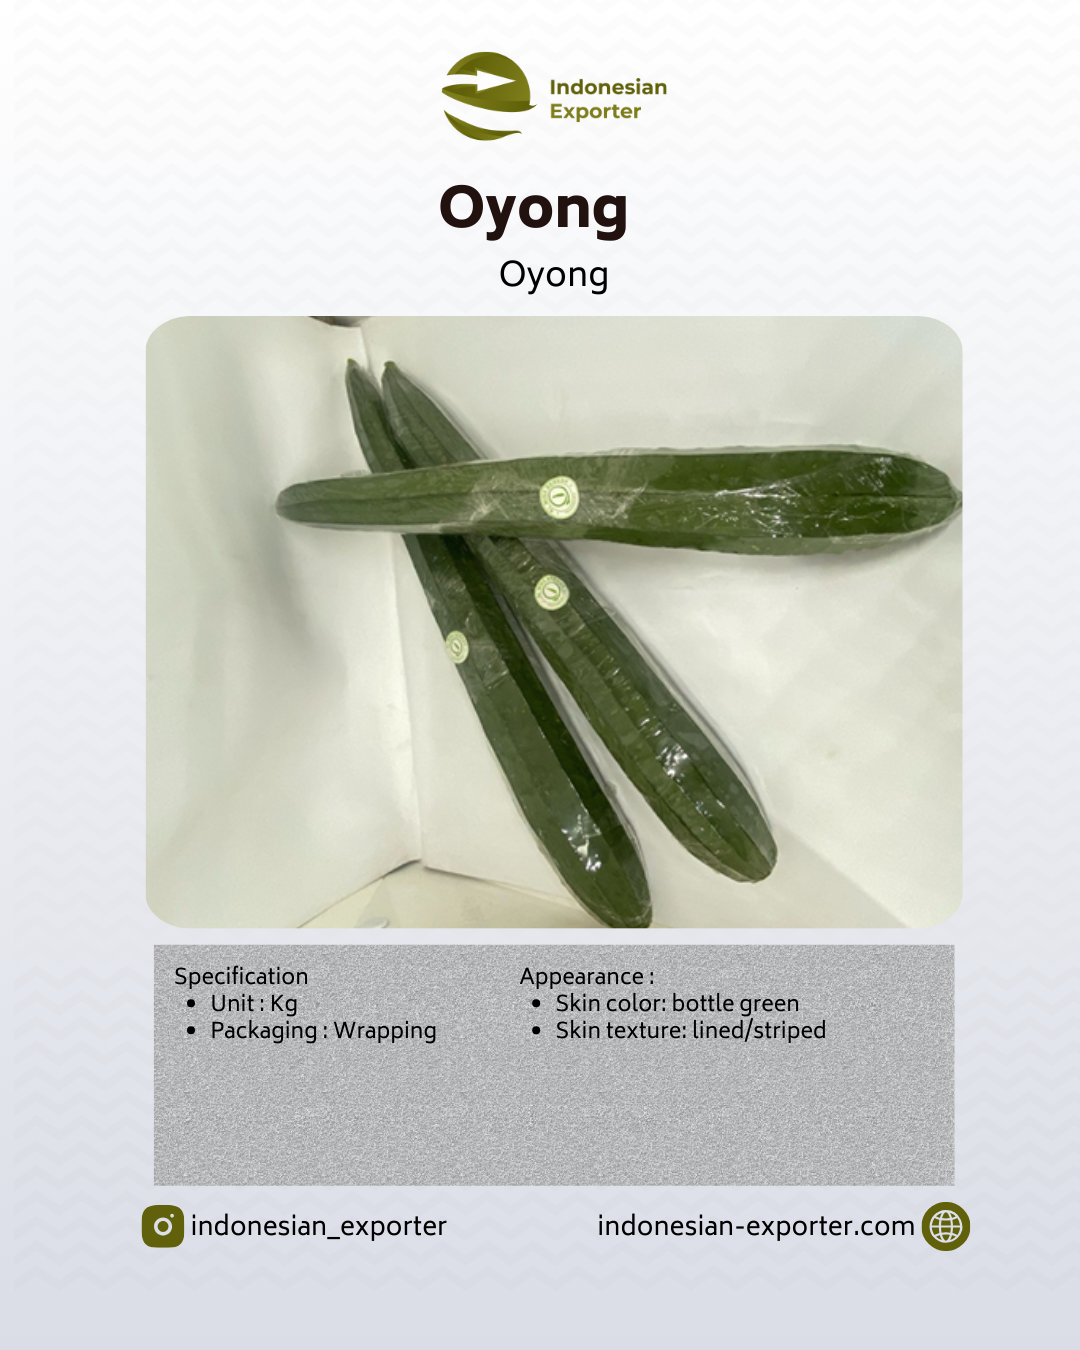 Indonesian
Exporter
Oyong
Oyong
Specification
• Unit : Kg
• Packaging : Wrapping
Appearance :
• Skin color: bottle green
• Skin texture: lined/striped
indonesian_exporter
indonesian-exporter.com